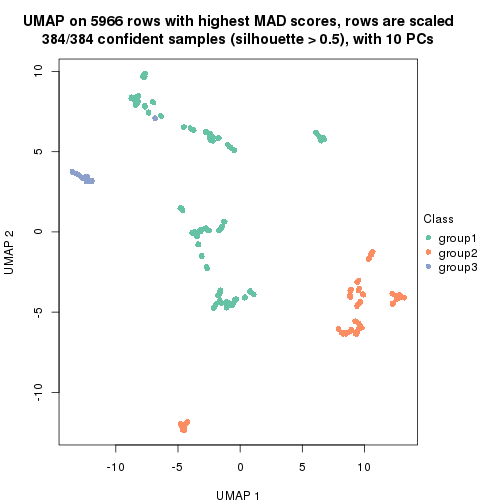 UMAP on 5966 rows with highest MAD scores, rows are scaled
384/384 confident samples (silhouette > 0.5), with 10 PCs
10
5
0
-5
-10
UMAP 2
Class
group1
group2
group3
-10
-5
0
5
10
UMAP 1